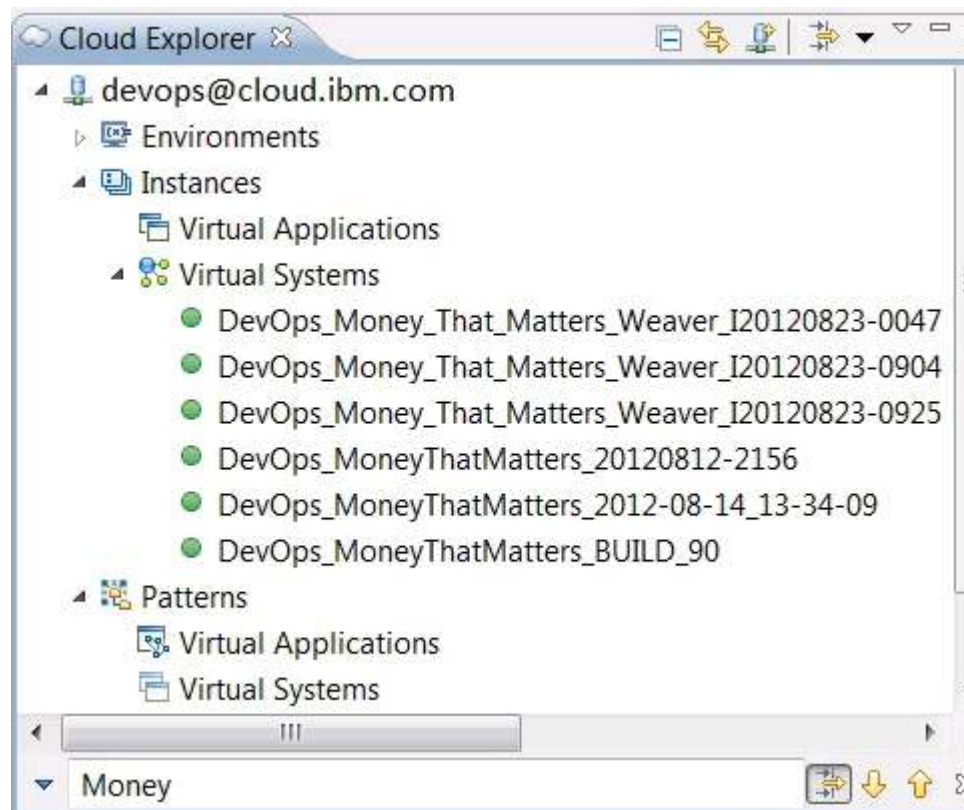 Cloud Explorer
devops@cloud.ibm.com
Environments
Instances
Virtual Applications
Virtual Systems
DevOps_Money_That_Matters_Weaver_I20120823-0047
DevOps_Money_That_Matters_Weaver_I20120823-0904
DevOps_Money_That_Matters_Weaver_I20120823-0925
DevOps_MoneyThatMatters_20120812-2156
DevOps_MoneyThatMatters_2012-08-14_13-34-09
DevOps_MoneyThatMatters_BUILD_90
Patterns
Virtual Applications
Virtual Systems
Money